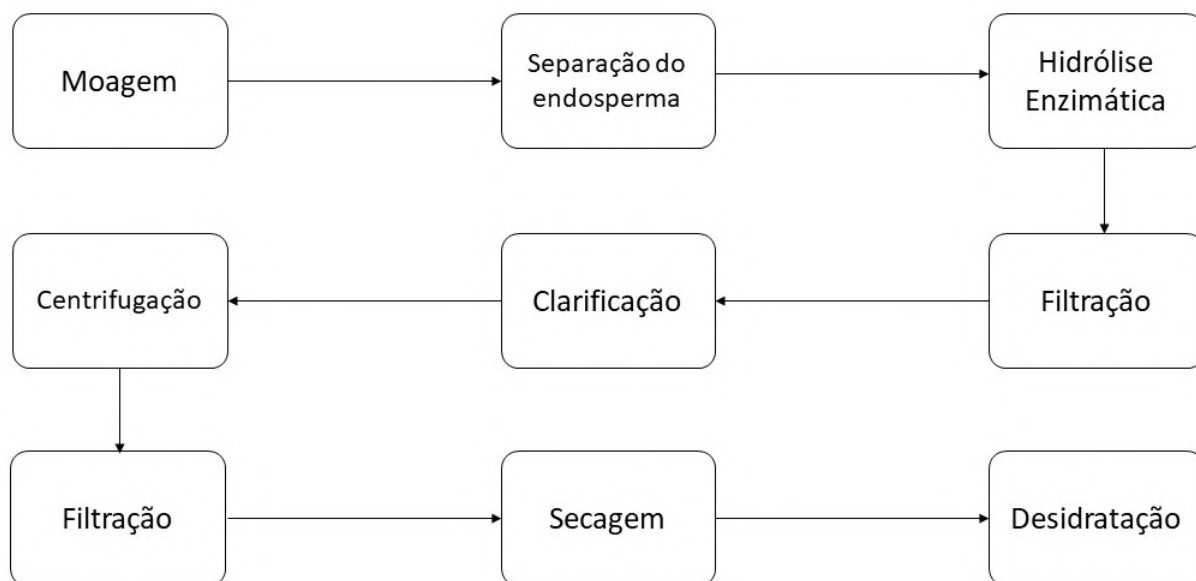 Moagem
Separação do
endosperma
Hidrólise
Enzimática
Filtração
Clarificação
Centrifugação
Filtração
Secagem
Desidratação